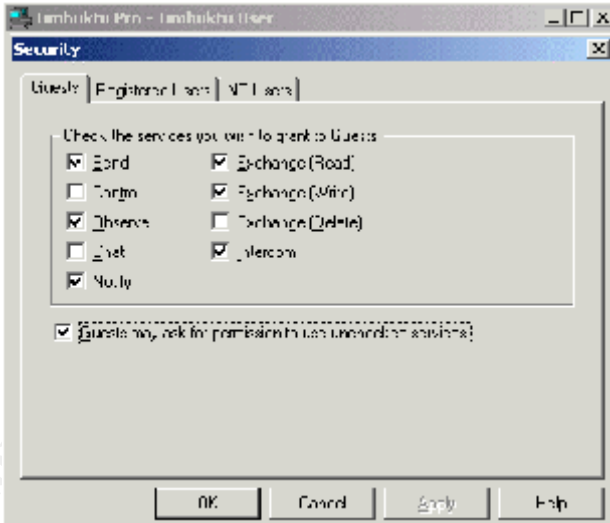 Timbuktu Pro - Timbuktu User
Security
Guests Registered Users NT Users
Check the services you wish to grant to Guests
Send Exchange (Read)
Control Exchange (Write)
Observe Exchange (Delete)
Chat Intercom
Notify
Guests may ask for permission to use unchecked services
OK Cancel Apply Help